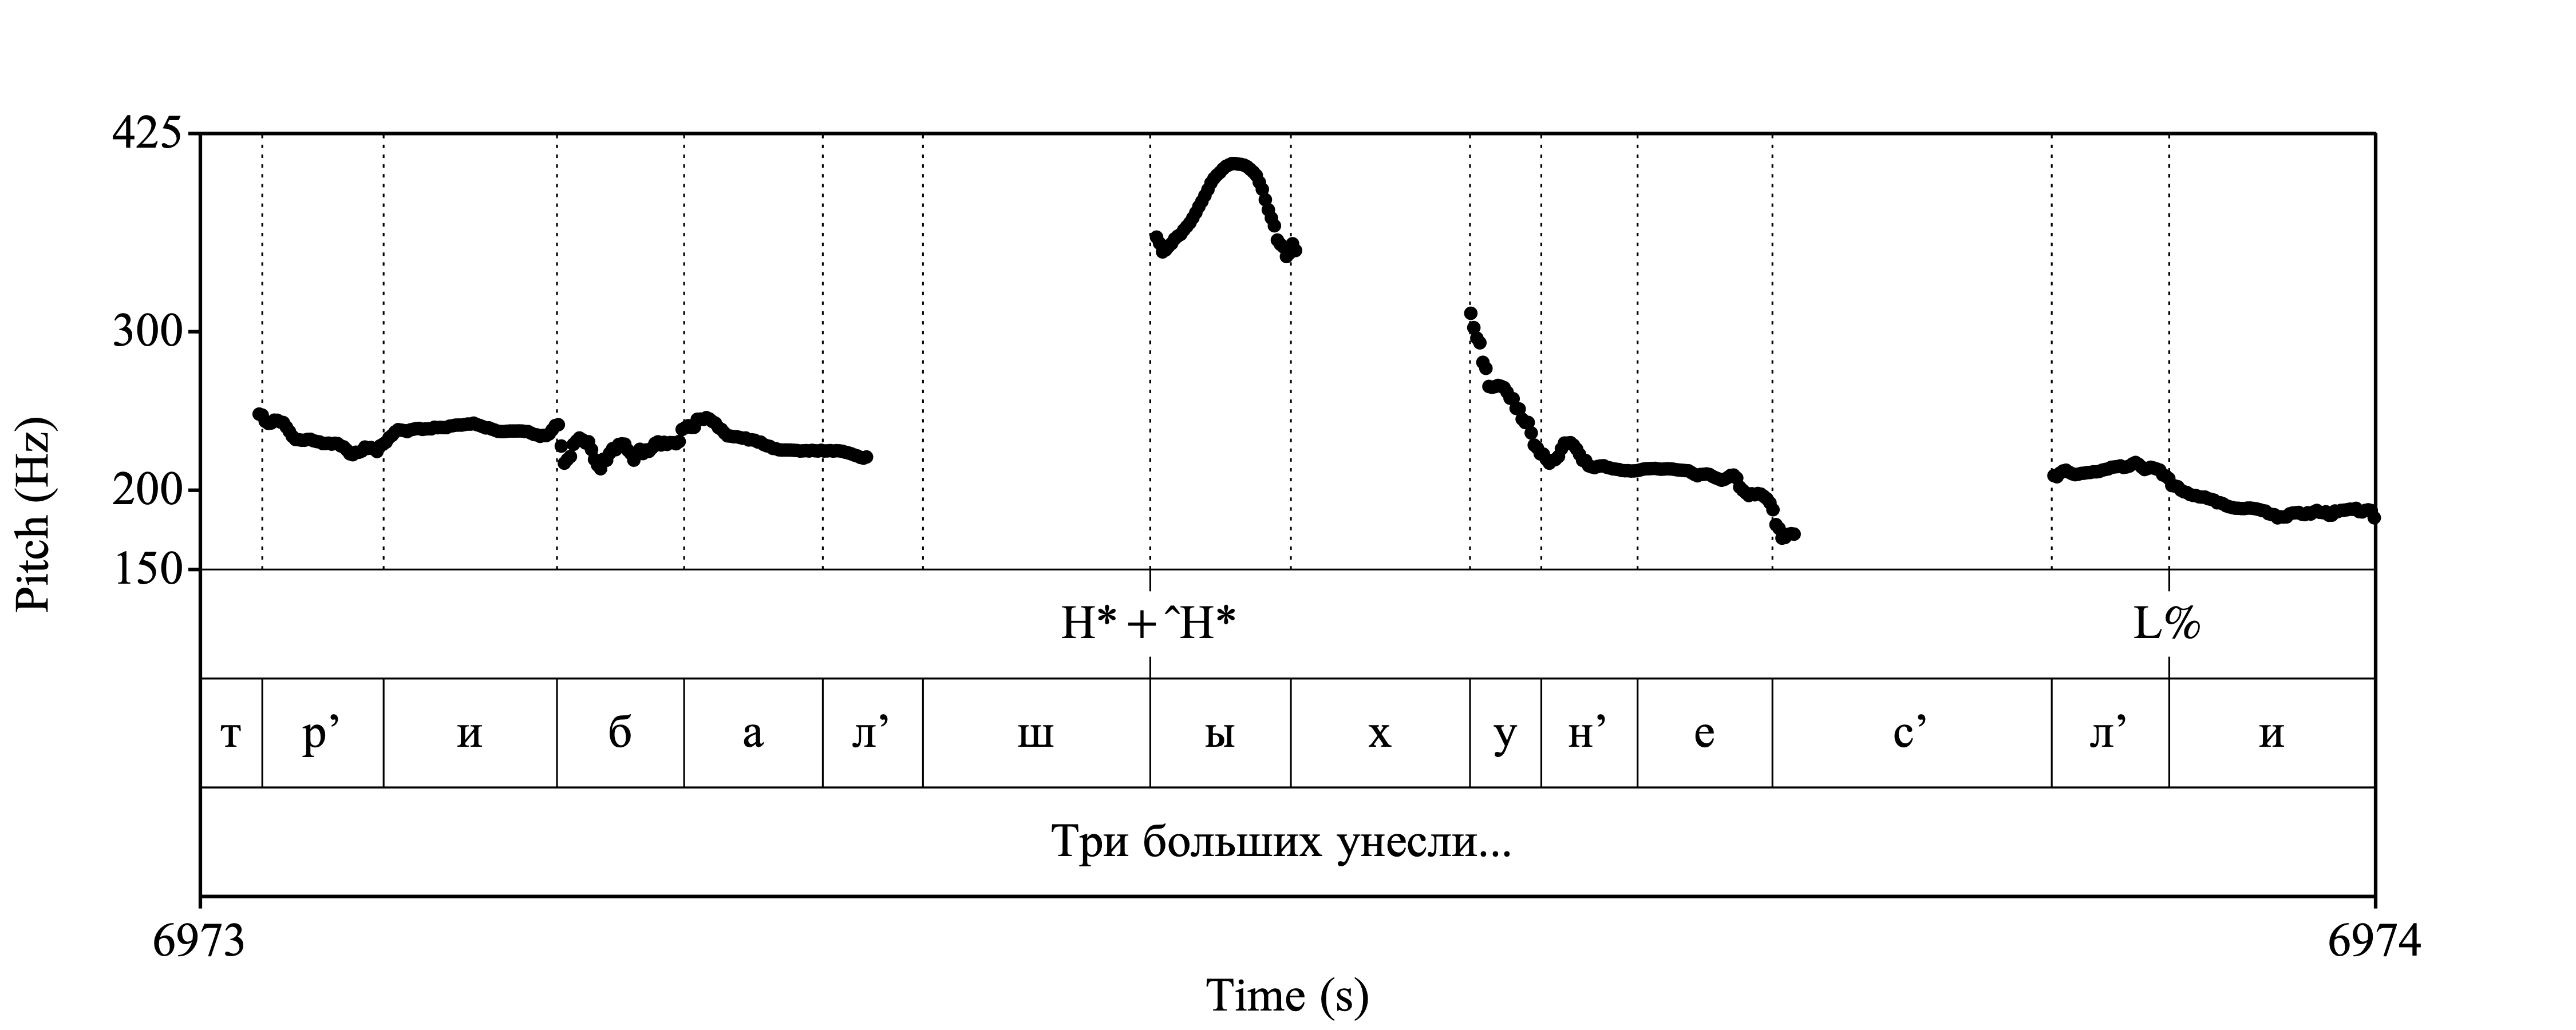 425
300
200
150
Pitch (Hz)
H* + ˆH* L%
т р’ и б а л’ ш ы х у н’ е с’ л’ и
Три больших унесли...
6973 6974
Time (s)